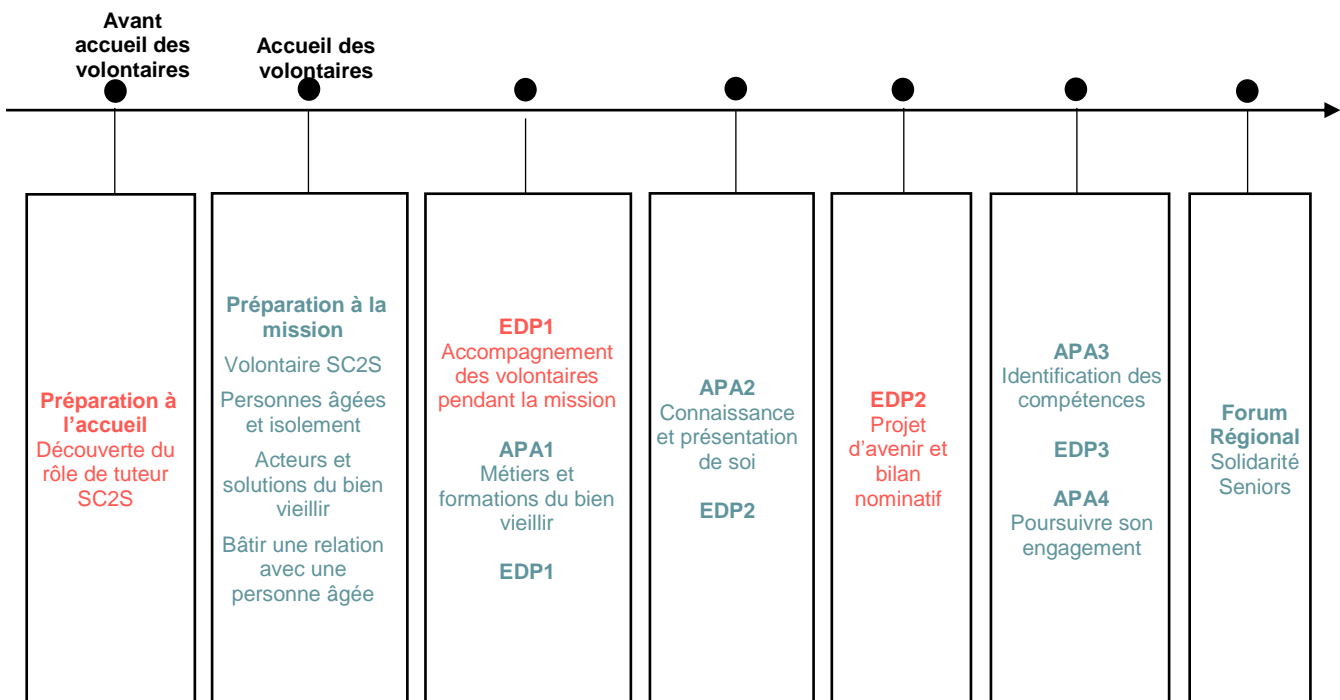 Avant
accueil des
volontaires
Accueil des
volontaires
Préparation à
l’accueil
Découverte du
rôle de tuteur
SC2S
Préparation à la
mission
Volontaire SC2S
Personnes âgées
et isolement
Acteurs et
solutions du bien
vieillir
Bâtir une relation
avec une
personne âgée
EDP1
Accompagnement
des volontaires
pendant la mission
APA1
Métiers et
formations du bien
vieillir
EDP1
APA2
Connaissance
et présentation
de soi
EDP2
EDP2
Projet
d’avenir et
bilan
nominatif
APA3
Identification des
compétences
EDP3
APA4
Poursuivre son
engagement
Forum
Régional
Solidarité
Seniors